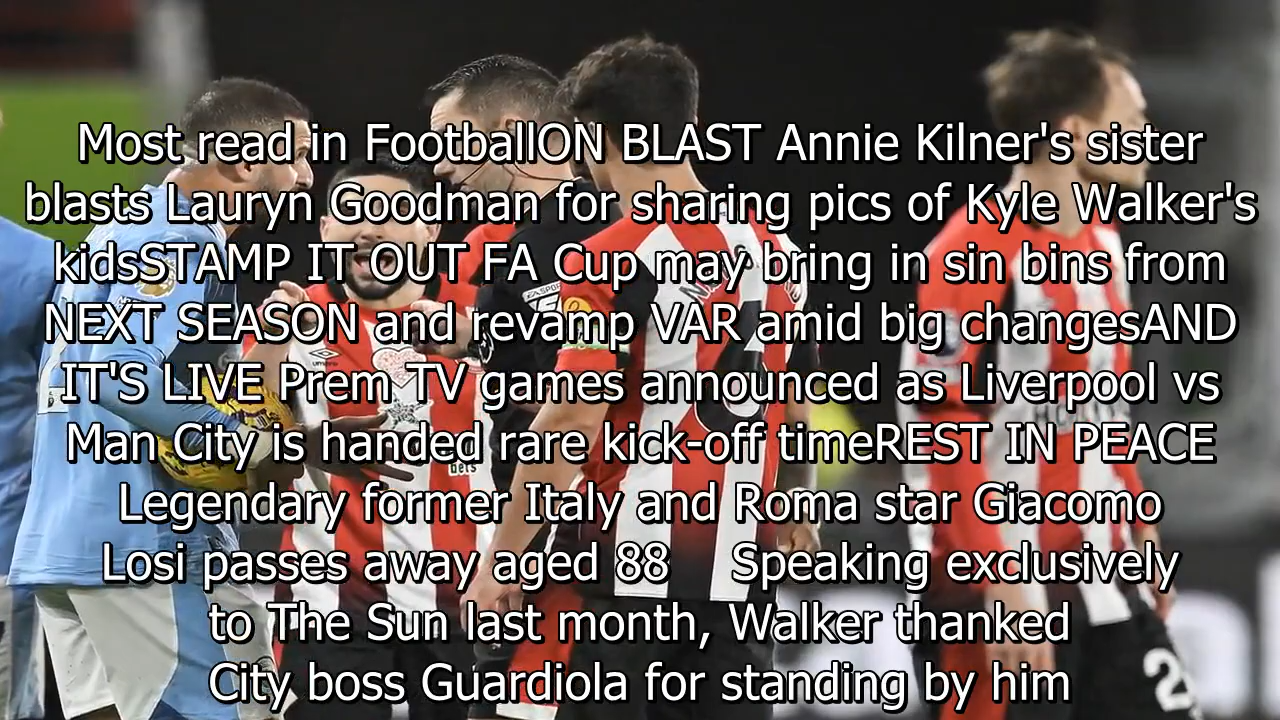 Most read in FootballON BLAST Annie Kilner's sister
blasts Lauryn Goodman for sharing pics of Kyle Walker's
kidsSTAMP IT OUT FA Cup may bring in sin bins from
NEXT SEASON and revamp VAR amid big changesAND
IT'S LIVE Prem TV games announced as Liverpool vs
Man City is handed rare kick-off timeREST IN PEACE
Legendary former Italy and Roma star Giacomo
Losi passes away aged 88 Speaking exclusively
to The Sun last month, Walker thanked
City boss Guardiola for standing by him
umbro
bets
2